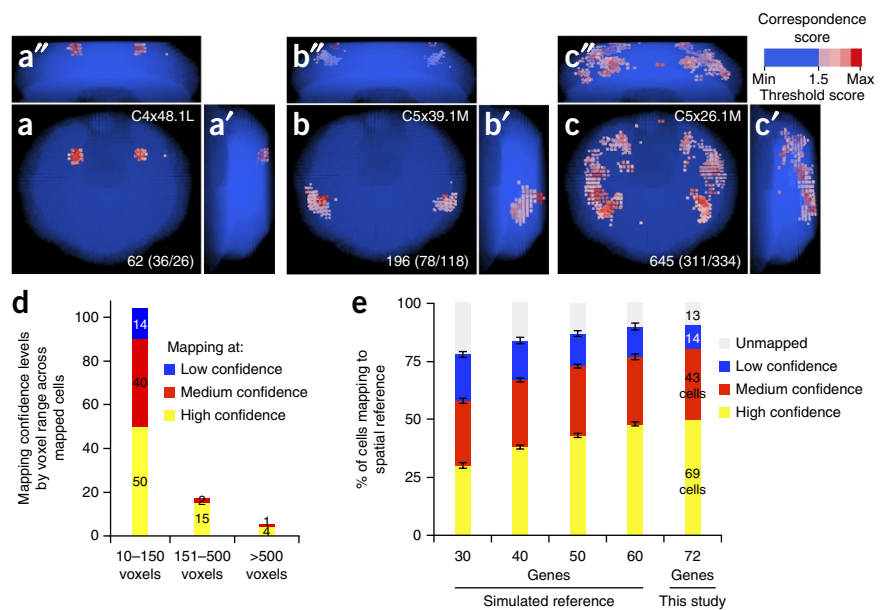 Correspondence
score
Min 1.5 Max
Threshold score
a″
b″
c″
a C4x48.1L a′
b C5x39.1M b′
c C5x26.1M c′
62 (36/26)
196 (78/118)
645 (311/334)
d
Mapping confidence levels
by voxel range across
mapped cells
100
80
60
40
20
0
14
40
50
2
15
1
4
Mapping at:
Low confidence
Medium confidence
High confidence
10–150
voxels
151–500
voxels
>500
voxels
e
% of cells mapping to
spatial reference
100
75
50
25
0
13
14
43
cells
69
cells
Unmapped
Low confidence
Medium confidence
High confidence
30 40 50 60 72
Genes Genes
Simulated reference This study